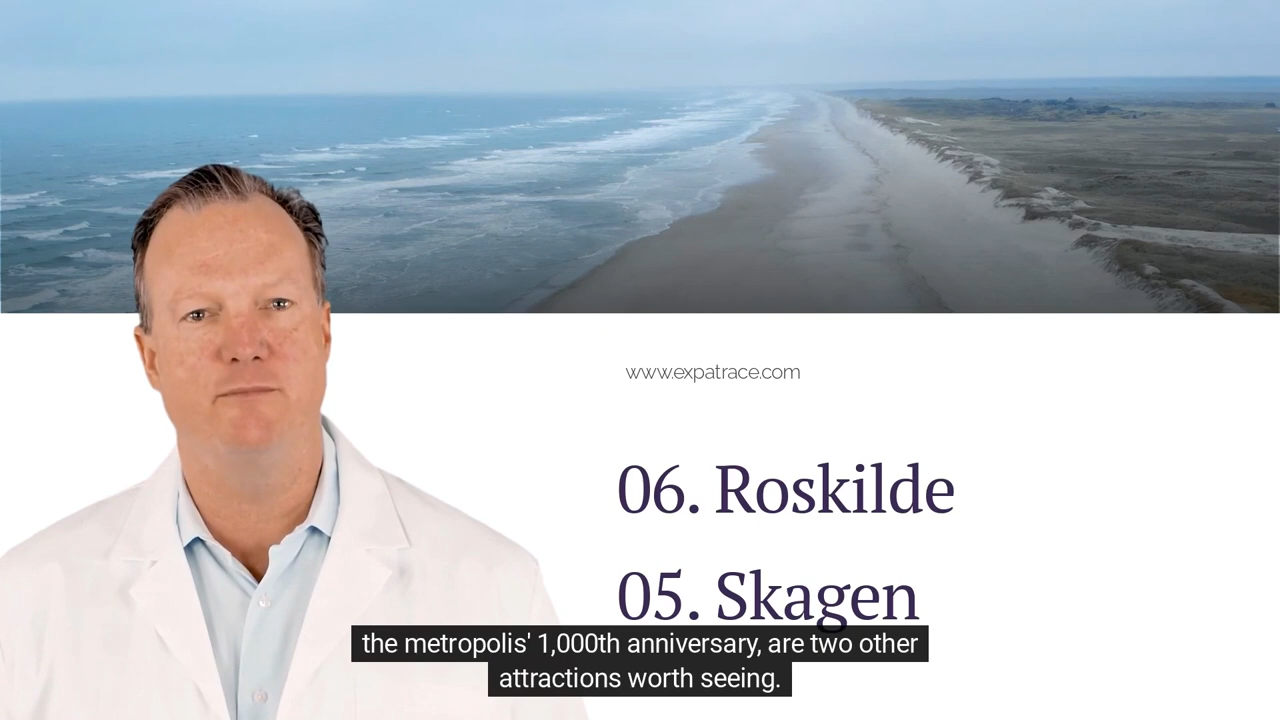 www.expatrace.com
06. Roskilde
05. Skagen
the metropolis' 1,000th anniversary, are two other
attractions worth seeing.